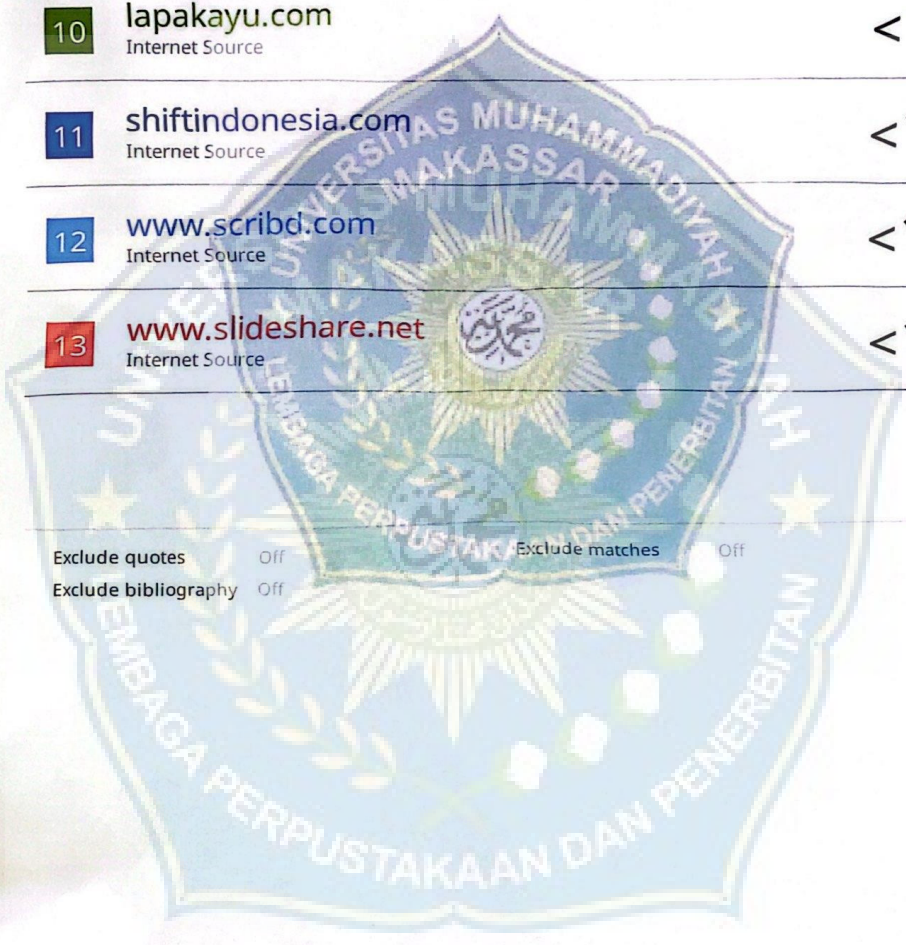 10 lapakayu.com <
Internet Source
11 shiftindonesia.com <
Internet Source
12 www.scribd.com <
Internet Source
13 www.slideshare.net <
Internet Source
Exclude quotes Off Exclude matches Off
Exclude bibliography Off
UNIVERSITAS MUHAMMADIYAH
MAKASSAR
LEMBAGA PERPUSTAKAAN DAN PENERBITAN
LEMBAGA PERPUSTAKAAN DAN PENERBITAN